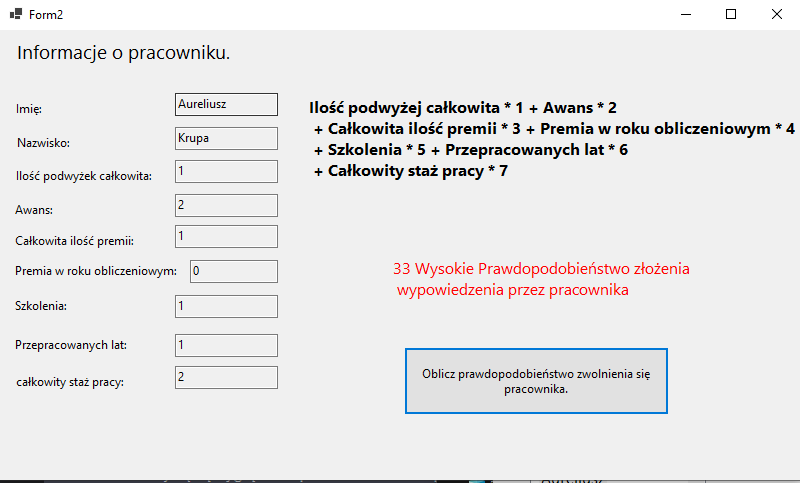 Form2
Informacje o pracowniku.
Imię: Aureliusz
Nazwisko: Krupa
Ilość podwyżek całkowita: 1
Awans: 2
Całkowita ilość premii: 1
Premia w roku obliczeniowym: 0
Szkolenia: 1
Przepracowanych lat: 1
całkowity staż pracy: 2
Ilość podwyżej całkowita * 1 + Awans * 2
+ Całkowita ilość premii * 3 + Premia w roku obliczeniowym * 4
+ Szkolenia * 5 + Przepracowanych lat * 6
+ Całkowity staż pracy * 7
33 Wysokie Prawdopodobieństwo złożenia
wypowiedzenia przez pracownika
Oblicz prawdopodobieństwo zwolnienia się
pracownika.